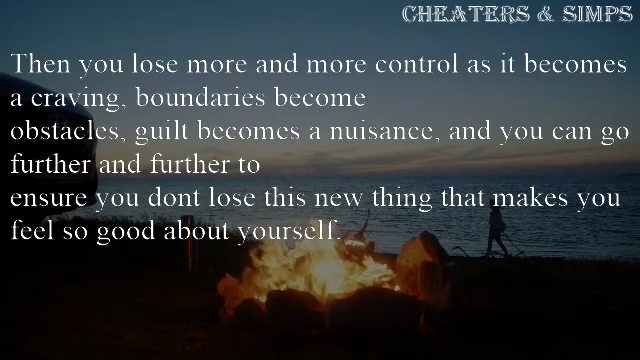 CHEATERS & SIMPS
Then you lose more and more control as it becomes
a craving, boundaries become
obstacles, guilt becomes a nuisance, and you can go
further and further to
ensure you dont lose this new thing that makes you
feel so good about yourself.